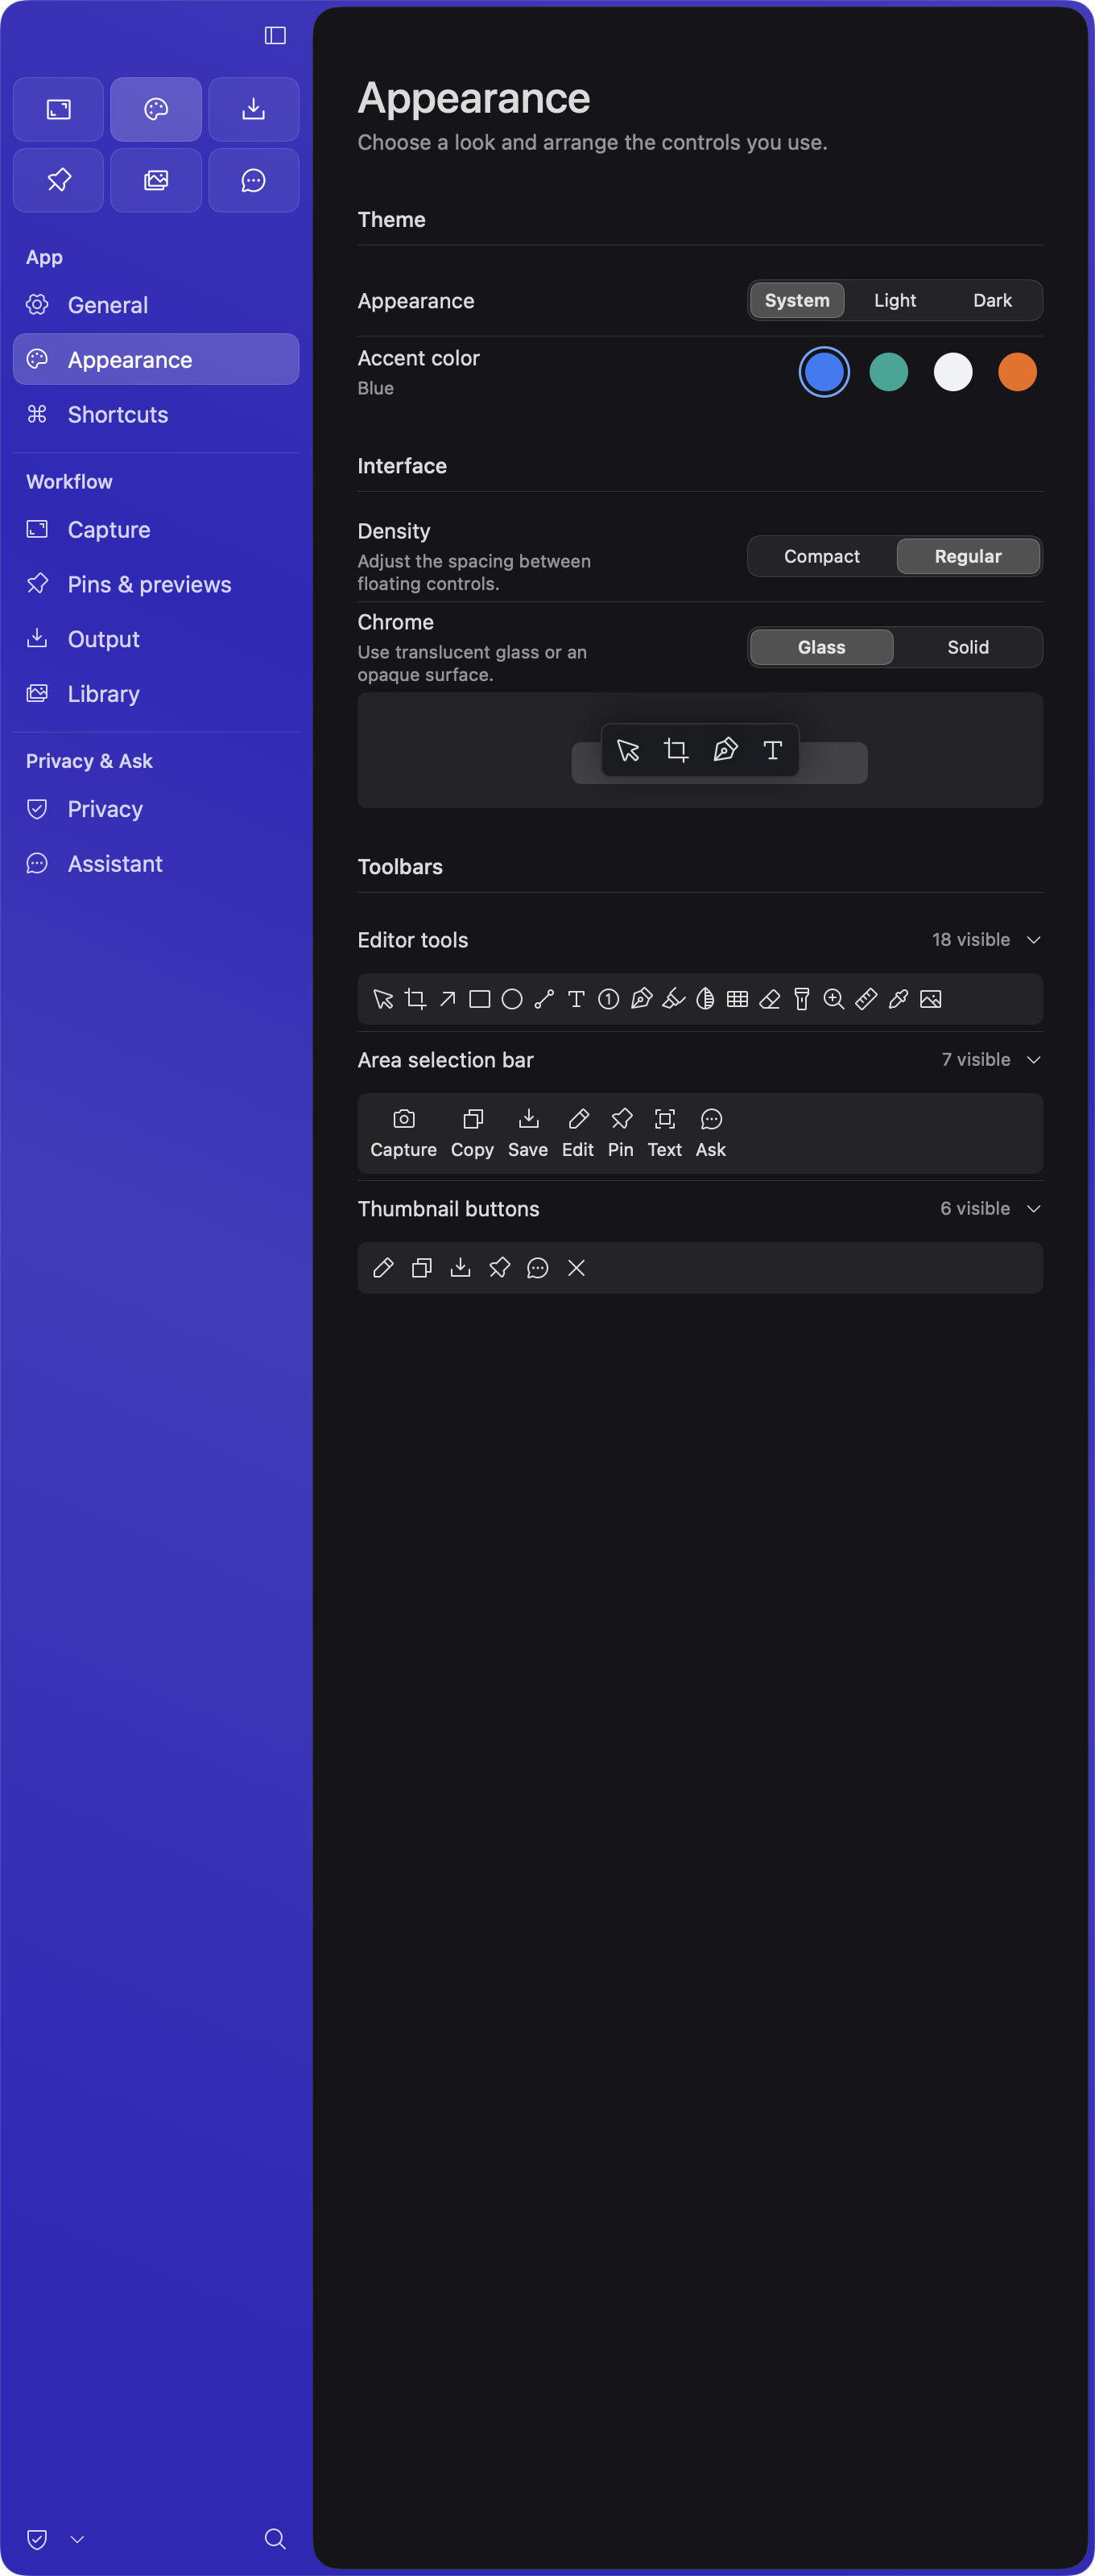 App
General
Appearance
Shortcuts
Workflow
Capture
Pins & previews
Output
Library
Privacy & Ask
Privacy
Assistant
Appearance
Choose a look and arrange the controls you use.
Theme
Appearance
System Light Dark
Accent color
Blue
Interface
Density
Adjust the spacing between
floating controls.
Compact Regular
Chrome
Use translucent glass or an
opaque surface.
Glass Solid
Toolbars
Editor tools 18 visible
Area selection bar 7 visible
Capture Copy Save Edit Pin Text Ask
Thumbnail buttons 6 visible